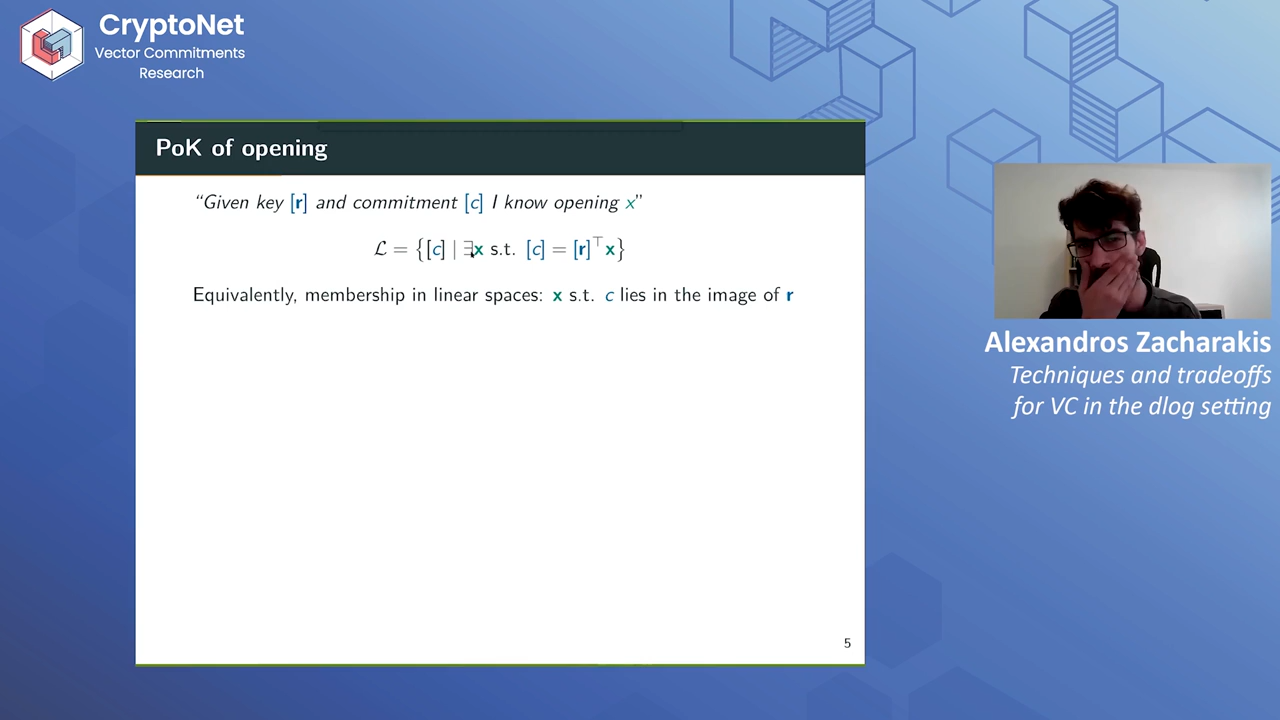 CryptoNet
Vector Commitments
Research
PoK of opening
“Given key [r] and commitment [c] I know opening x”
ℒ = {[c] | ∃x s.t. [c] = [r]⊤x}
Equivalently, membership in linear spaces: x s.t. c lies in the image of r
5
Alexandros Zacharakis
Techniques and tradeoffs
for VC in the dlog setting